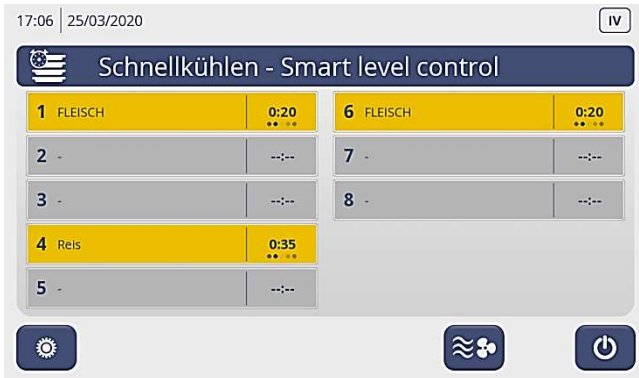 17:06 25/03/2020
IV
Schnellkühlen - Smart level control
1 FLEISCH 0:20
2 - --:--
3 - --:--
4 Reis 0:35
5 - --:--
6 FLEISCH 0:20
7 - --:--
8 - --:--